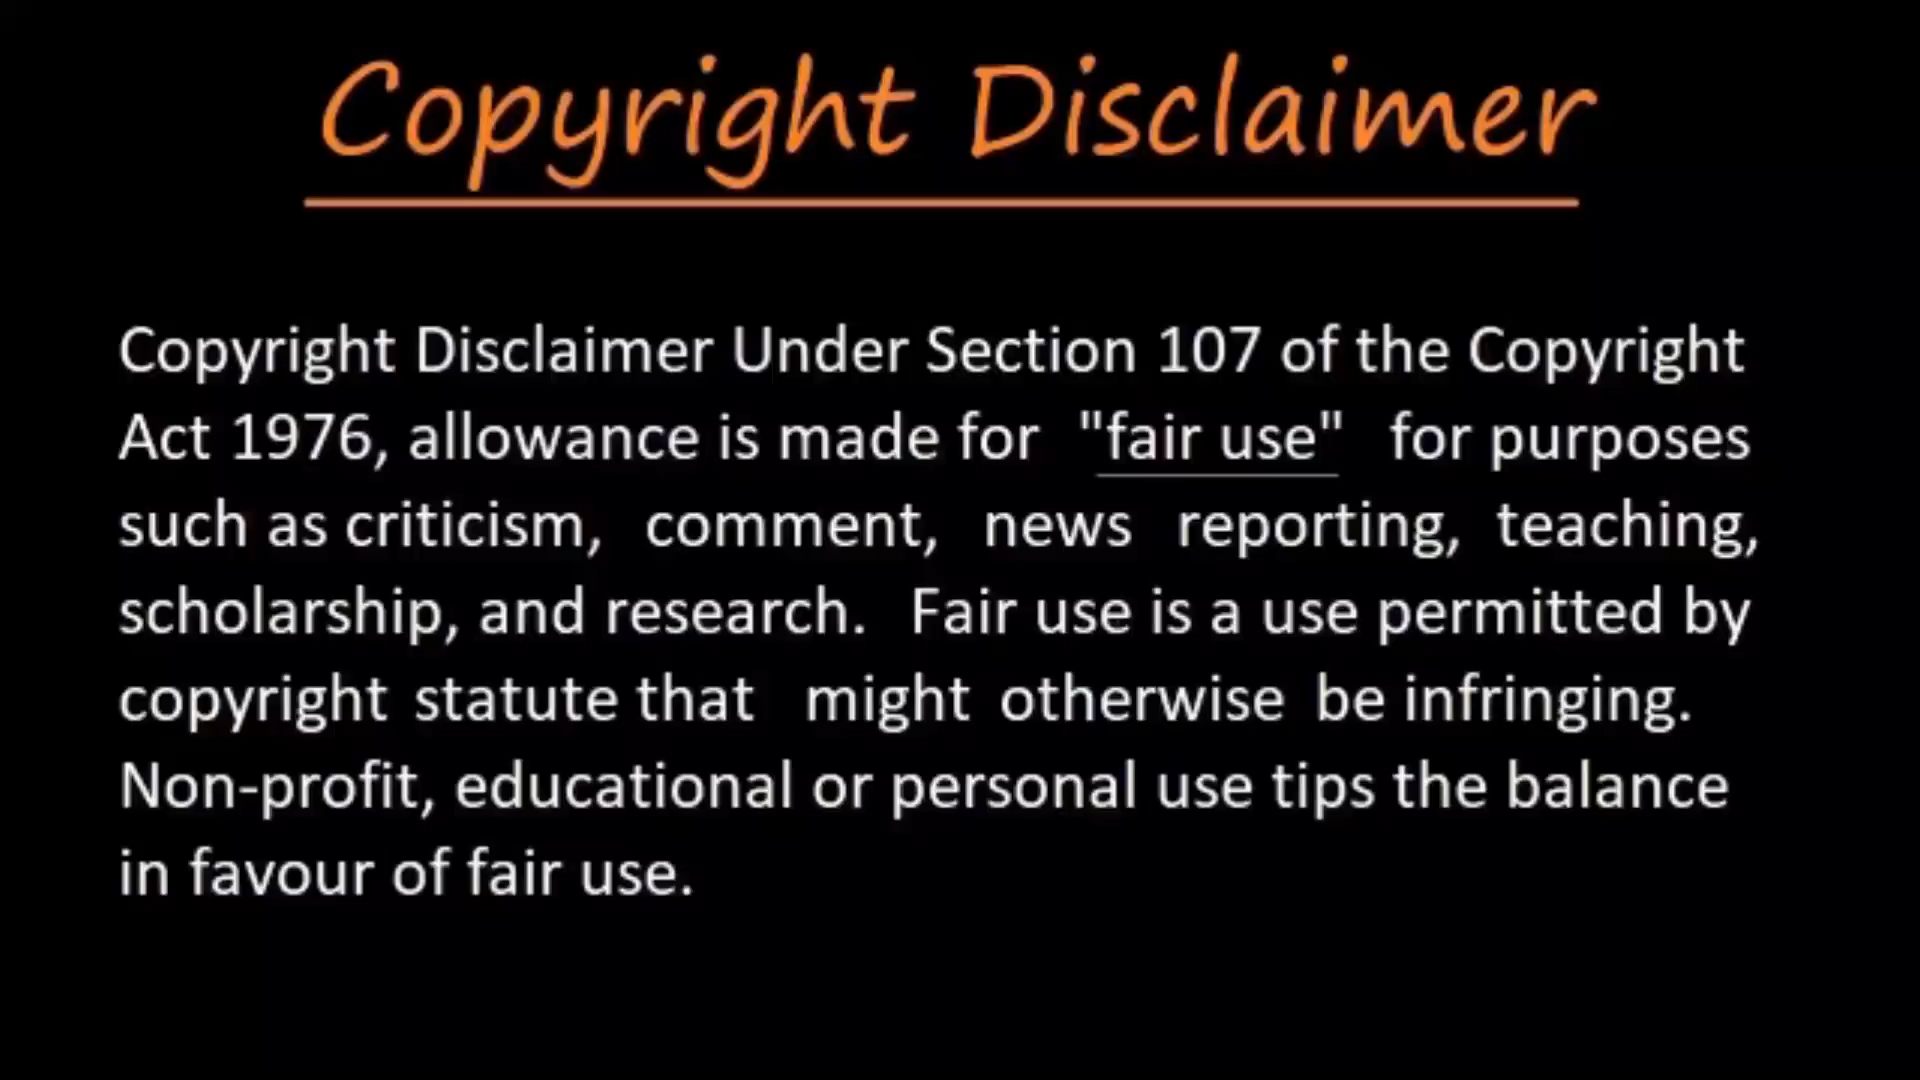 Copyright Disclaimer
Copyright Disclaimer Under Section 107 of the Copyright
Act 1976, allowance is made for "fair use" for purposes
such as criticism, comment, news reporting, teaching,
scholarship, and research. Fair use is a use permitted by
copyright statute that might otherwise be infringing.
Non-profit, educational or personal use tips the balance
in favour of fair use.